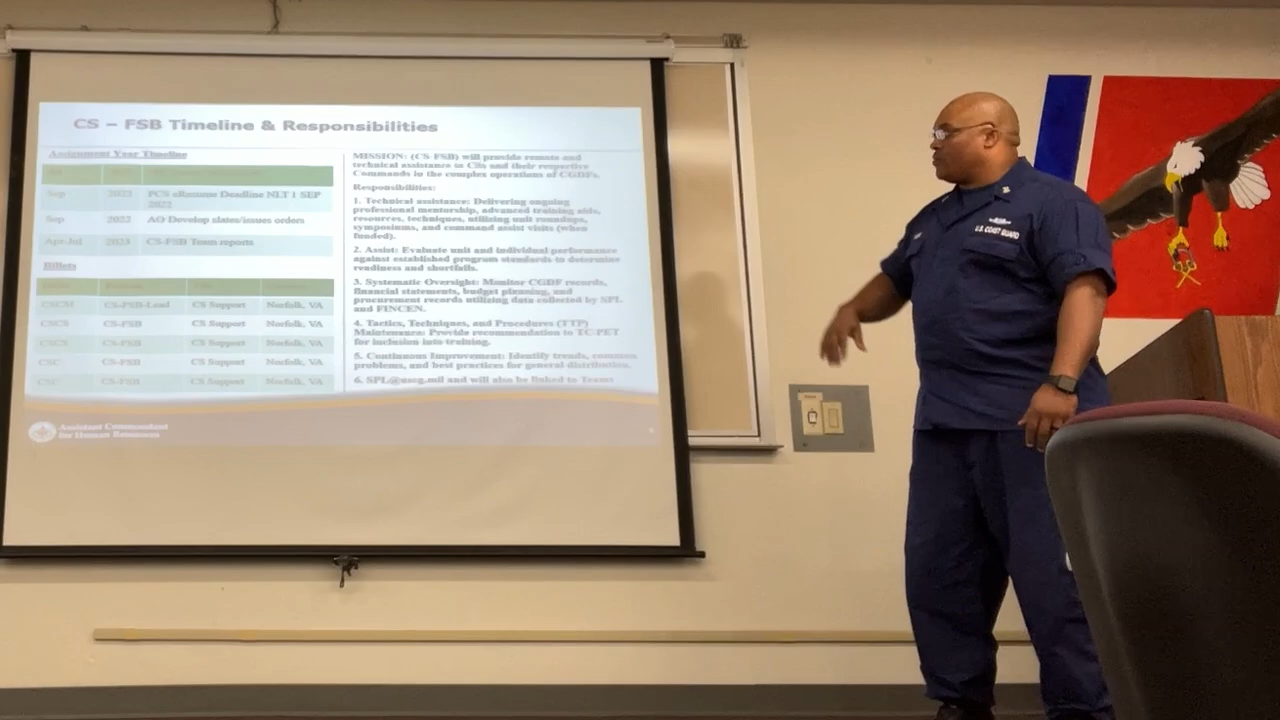 CS – FSB Timeline & Responsibilities
Assignment Year Timeline
Sep 2022 PCS eResume Deadline NLT 1 SEP
2022
Sep 2022 AO Develop slates/issues orders
Apr-Jul 2023 CS-FSB Team reports
Billets
CSCM CS-FSB-Lead CS Support Norfolk, VA
CSCS CS-FSB CS Support Norfolk, VA
CSCS CS-FSB CS Support Norfolk, VA
CSC CS-FSB CS Support Norfolk, VA
CSC CS-FSB CS Support Norfolk, VA
MISSION: (CS-FSB) will provide remote and
technical assistance to CSs and their respective
Commands in the complex operations of CGDFs.
Responsibilities:
1. Technical assistance: Delivering ongoing
professional mentorship, advanced training aids,
resources, techniques, utilizing unit roundups,
symposiums, and command assist visits (when
funded).
2. Assist: Evaluate unit and individual performance
against established program standards to determine
readiness and shortfalls.
3. Systematic Oversight: Monitor CGDF records,
financial statements, budget planning, and
procurement records utilizing data collected by SPL
and FINCEN.
4. Tactics, Techniques, and Procedures (TTP)
Maintenance: Provide recommendation to TC-PET
for inclusion into training.
5. Continuous Improvement: Identify trends, common
problems, and best practices for general distribution.
6. SPL@uscg.mil and will also be linked to Teams
Assistant Commandant
for Human Resources
U.S. COAST GUARD